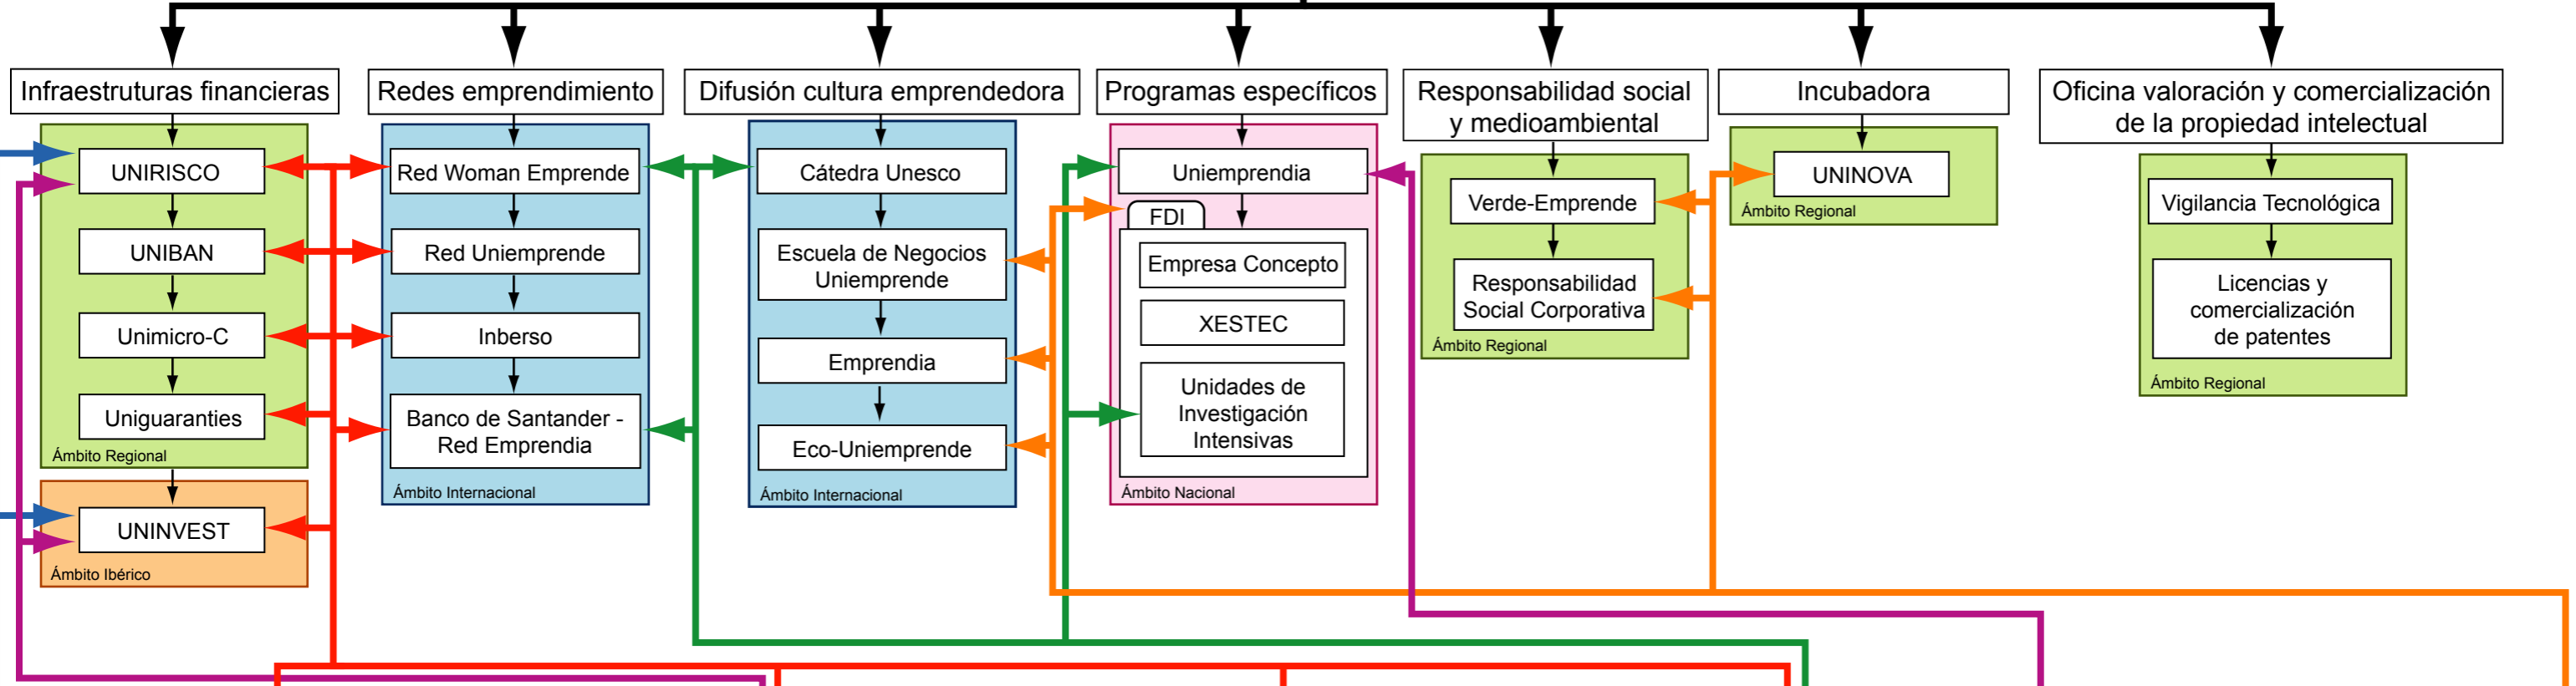 Infraestruturas financieras
UNIRISCO
UNIBAN
Unimicro-C
Uniguaranties
Ámbito Regional
UNINVEST
Ámbito Ibérico
Redes emprendimiento
Red Woman Emprende
Red Uniemprende
Inberso
Banco de Santander -
Red Emprendia
Ámbito Internacional
Difusión cultura emprendedora
Cátedra Unesco
Escuela de Negocios
Uniemprende
Emprendia
Eco-Uniemprende
Ámbito Internacional
Programas específicos
Uniemprendia
FDI
Empresa Concepto
XESTEC
Unidades de
Investigación
Intensivas
Ámbito Nacional
Responsabilidad social
y medioambiental
Verde-Emprende
Responsabilidad
Social Corporativa
Ámbito Regional
Incubadora
UNINOVA
Ámbito Regional
Oficina valoración y comercialización
de la propiedad intelectual
Vigilancia Tecnológica
Licencias y
comercialización
de patentes
Ámbito Regional